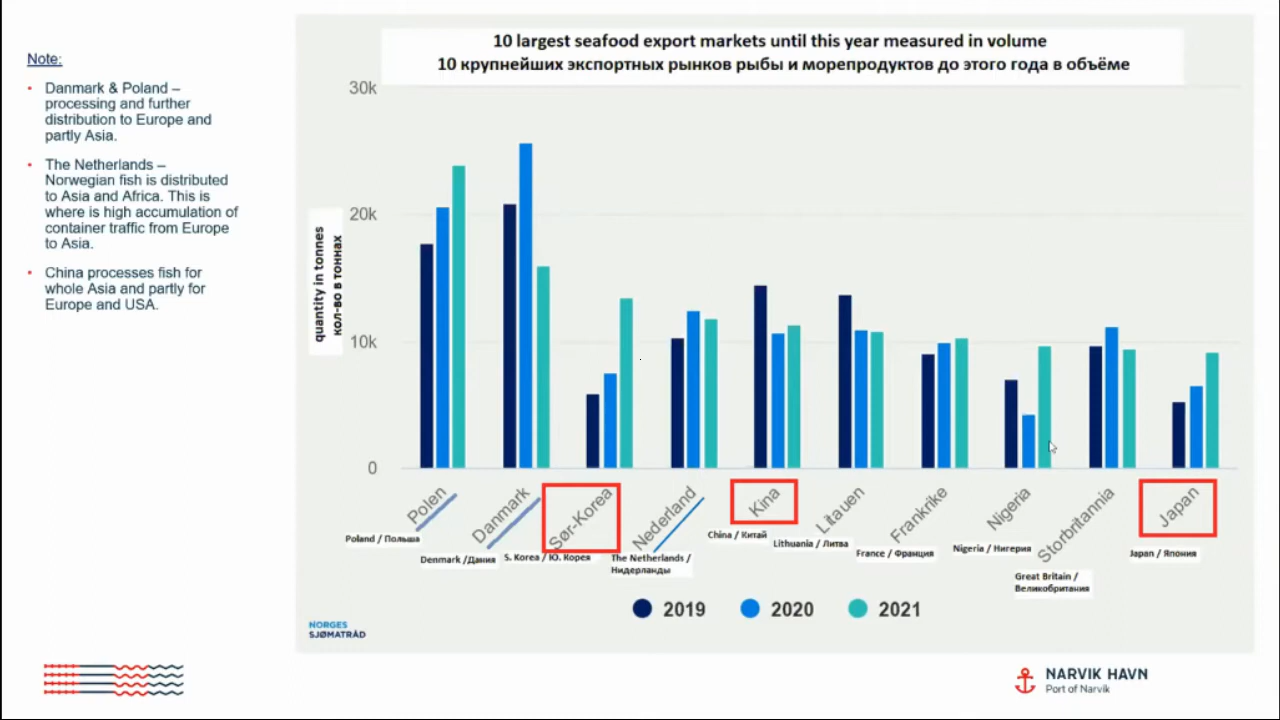 Note:
Danmark & Poland –
processing and further
distribution to Europe and
partly Asia.
The Netherlands –
Norwegian fish is distributed
to Asia and Africa. This is
where is high accumulation of
container traffic from Europe
to Asia.
China processes fish for
whole Asia and partly for
Europe and USA.
10 largest seafood export markets until this year measured in volume
10 крупнейших экспортных рынков рыбы и морепродуктов до этого года в объёме
quantity in tonnes
кол-во в тоннах
30k
20k
10k
0
Polen
Danmark
Sør-Korea
Nederland
Kina
Litauen
Frankrike
Nigeria
Storbritannia
Japan
Poland / Польша
Denmark /Дания
S. Korea / Ю. Корея
The Netherlands /
Нидерланды
China / Китай
Lithuania / Литва
France / Франция
Nigeria / Нигерия
Great Britain /
Великобритания
Japan / Япония
2019
2020
2021
NORGES
SJØMATRÅD
NARVIK HAVN
Port of Narvik